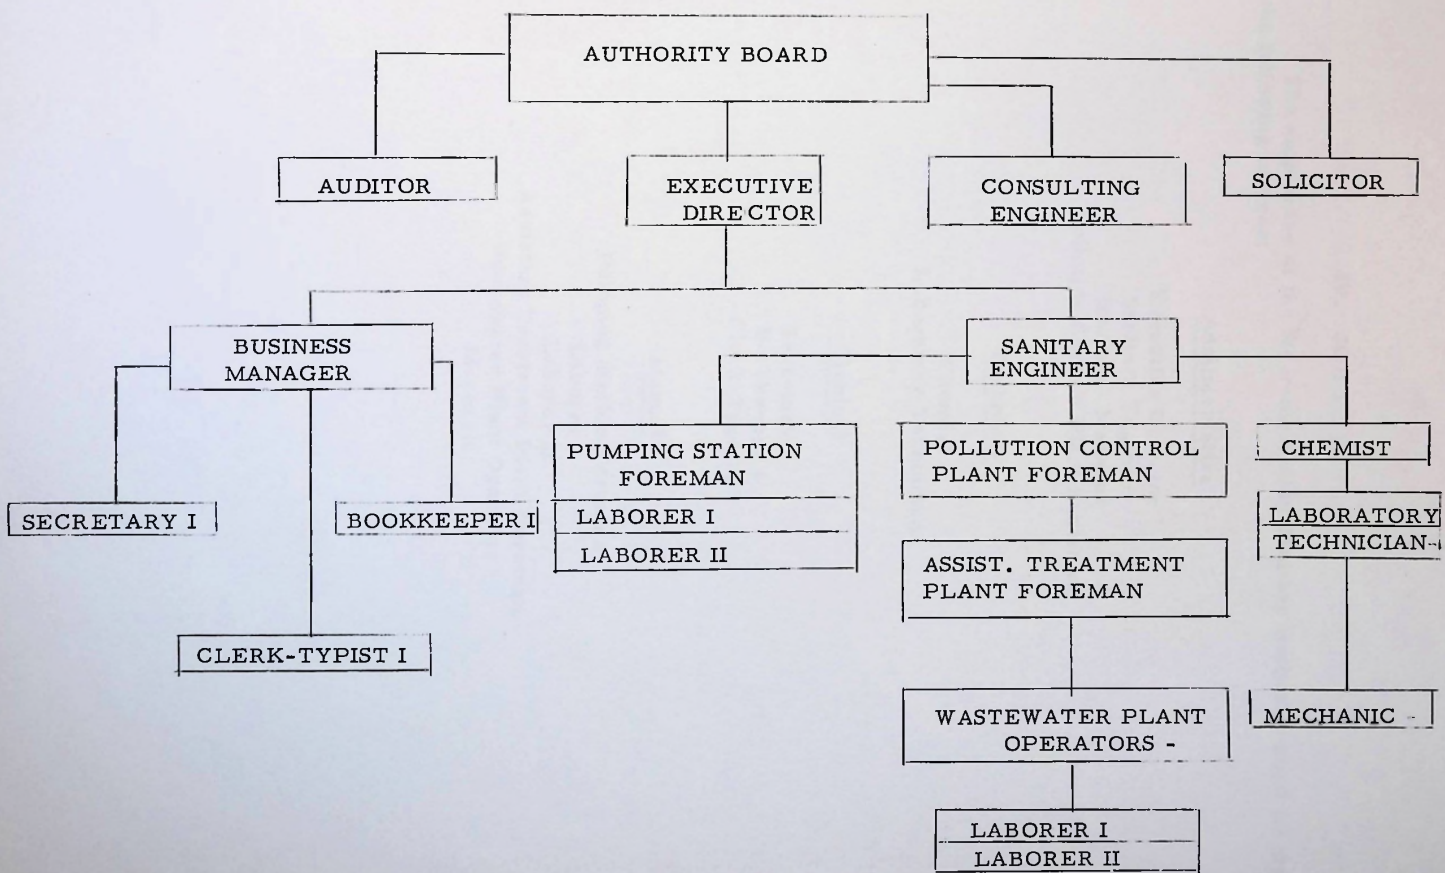 AUTHORITY BOARD
AUDITOR
EXECUTIVE
DIRECTOR
CONSULTING
ENGINEER
SOLICITOR
BUSINESS
MANAGER
SANITARY
ENGINEER
SECRETARY I
BOOKKEEPER I
CLERK-TYPIST I
PUMPING STATION
FOREMAN
LABORER I
LABORER II
POLLUTION CONTROL
PLANT FOREMAN
ASSIST. TREATMENT
PLANT FOREMAN
WASTEWATER PLANT
OPERATORS -
LABORER I
LABORER II
CHEMIST
LABORATORY
TECHNICIAN-
MECHANIC -